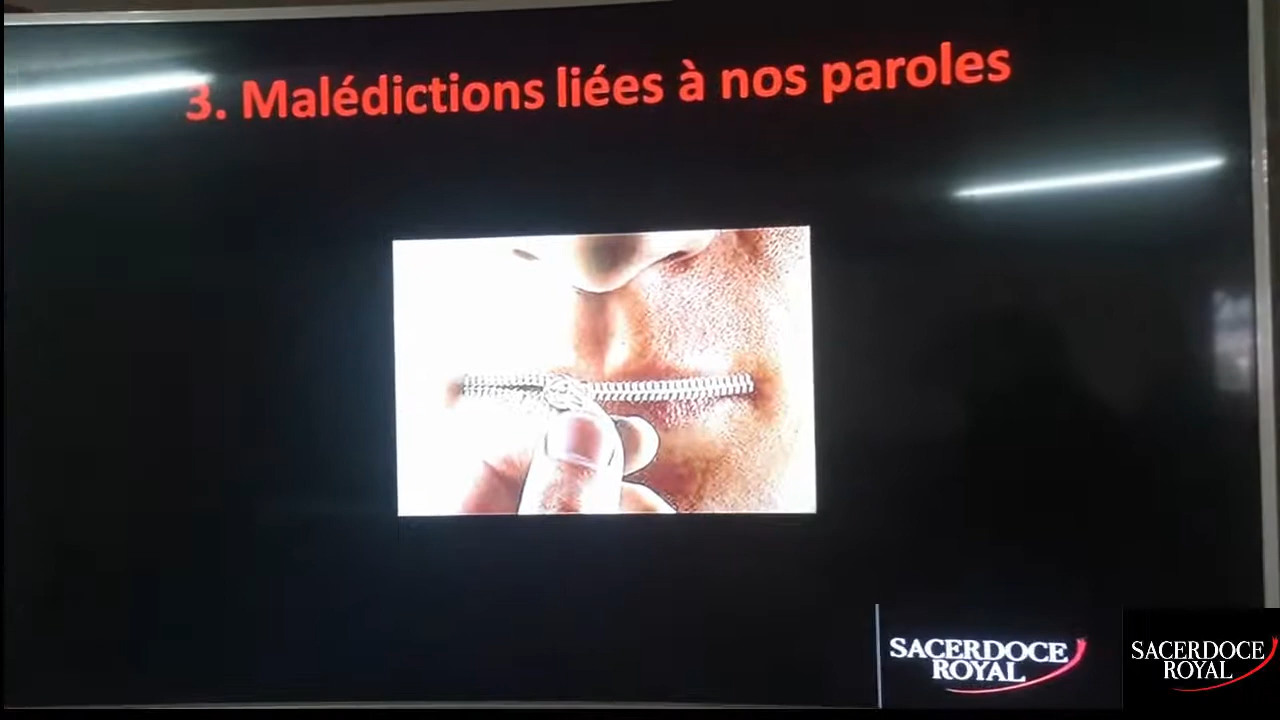 3. Malédictions liées à nos paroles
SACERDOCE
ROYAL
SACERDOCE
ROYAL